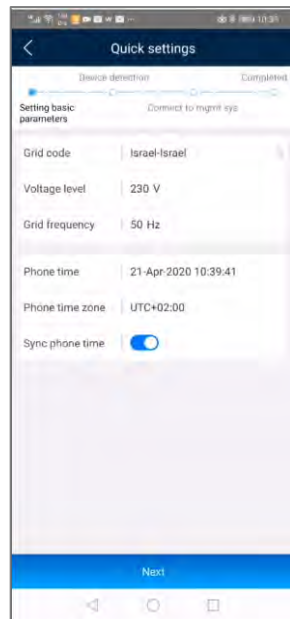 Quick settings
Device detection
Completed
Setting basic
parameters
Connect to mgmt sys
Grid code
Israel-Israel
Voltage level
230 V
Grid frequency
50 Hz
Phone time
21-Apr-2020 10:39:41
Phone time zone
UTC+02:00
Sync phone time
Next